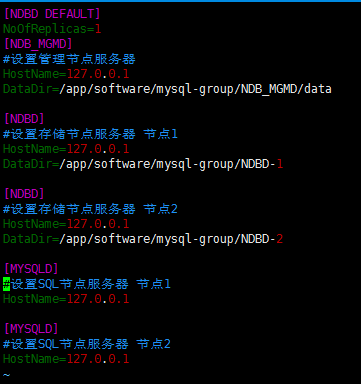 [NDBD DEFAULT]
NoOfReplicas=1
[NDB_MGMD]
#设置管理节点服务器
HostName=127.0.0.1
DataDir=/app/software/mysql-group/NDB_MGMD/data
[NDBD]
#设置存储节点服务器 节点1
HostName=127.0.0.1
DataDir=/app/software/mysql-group/NDBD-1
[NDBD]
#设置存储节点服务器 节点2
HostName=127.0.0.1
DataDir=/app/software/mysql-group/NDBD-2
[MYSQLD]
#设置SQL节点服务器 节点1
HostName=127.0.0.1
[MYSQLD]
#设置SQL节点服务器 节点2
HostName=127.0.0.1
~